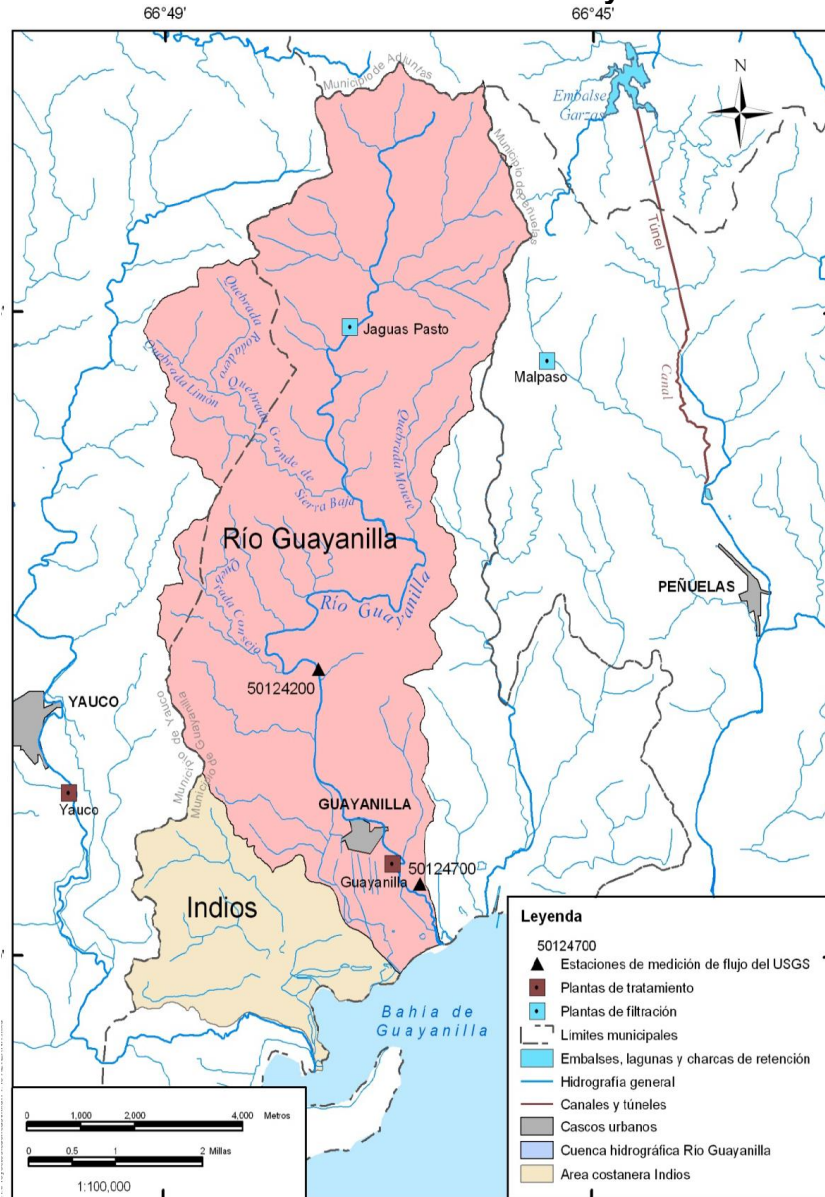 66°49'
66°45'
Municipio de Adjuntas
Embalse
Garzas
N
Municipio de Peñuelas
Túnel
Quebrada
Rodadero
Jaguas Pasto
Malpaso
Canal
Quebrada Limón
Quebrada Grande de
Sierra Baja
Quebrada Moiete
Río Guayanilla
Quebrada Consejo
Río Guayanilla
PEÑUELAS
50124200
YAUCO
Municipio de Yauco
Municipio de Guayanilla
Yauco
GUAYANILLA
Guayanilla
50124700
Indios
Bahia de
Guayanilla
Leyenda
50124700
Estaciones de medición de flujo del USGS
Plantas de tratamiento
Plantas de filtración
Limites municipales
Embalses, lagunas y charcas de retención
Hidrografía general
Canales y túneles
Cascos urbanos
Cuenca hidrográfica Río Guayanilla
Area costanera Indios
0 1,000 2,000 4,000 Metros
0 0.5 1 2 Millas
1:100,000